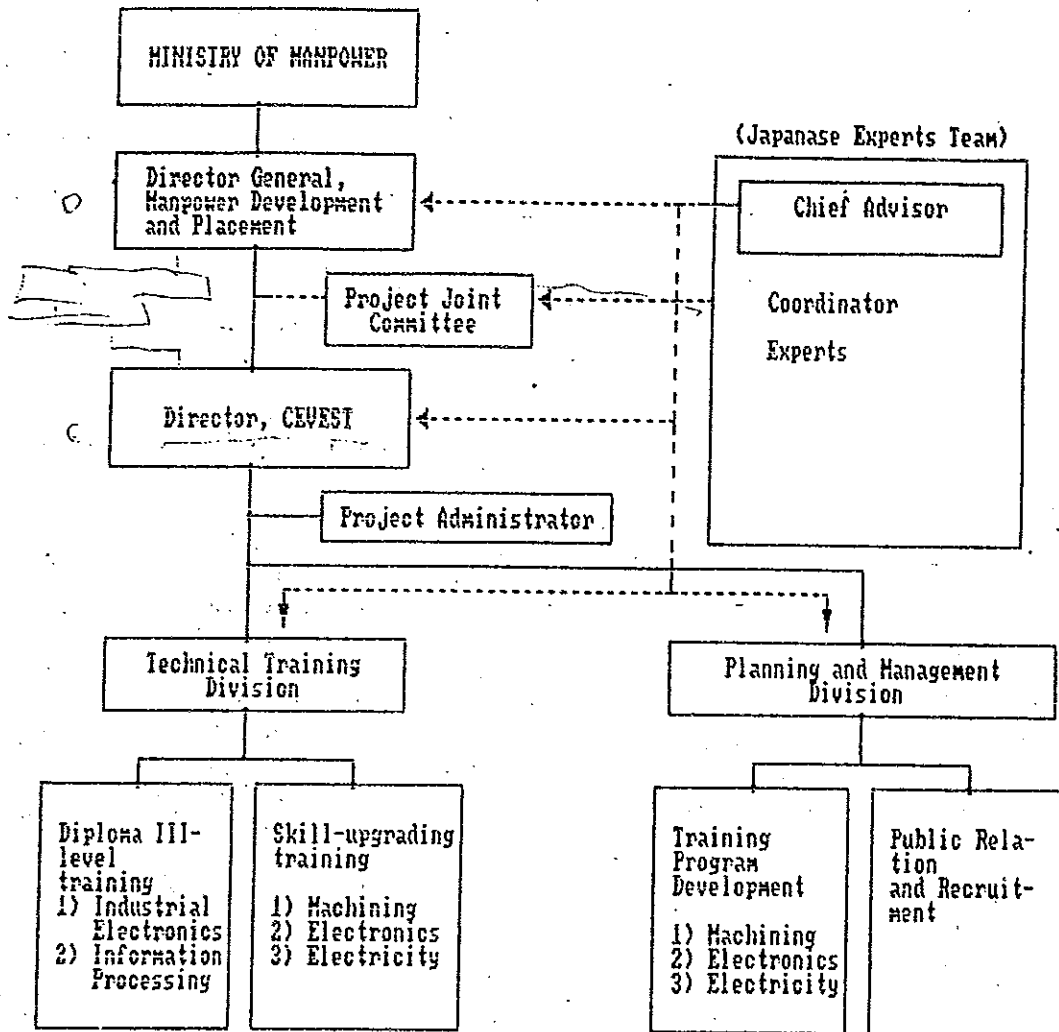 MINISTRY OF MANPOWER
(Japanase Experts Team)
Director General,
Manpower Development
and Placement
Chief Advisor
Project Joint
Committee
Coordinator
Experts
Director, CEVEST
Project Administrator
Technical Training
Division
Planning and Management
Division
Diploma III-
level
training
1) Industrial
Electronics
2) Information
Processing
Skill-upgrading
training
1) Machining
2) Electronics
3) Electricity
Training
Program
Development
1) Machining
2) Electronics
3) Electricity
Public Rela-
tion
and Recruit-
ment